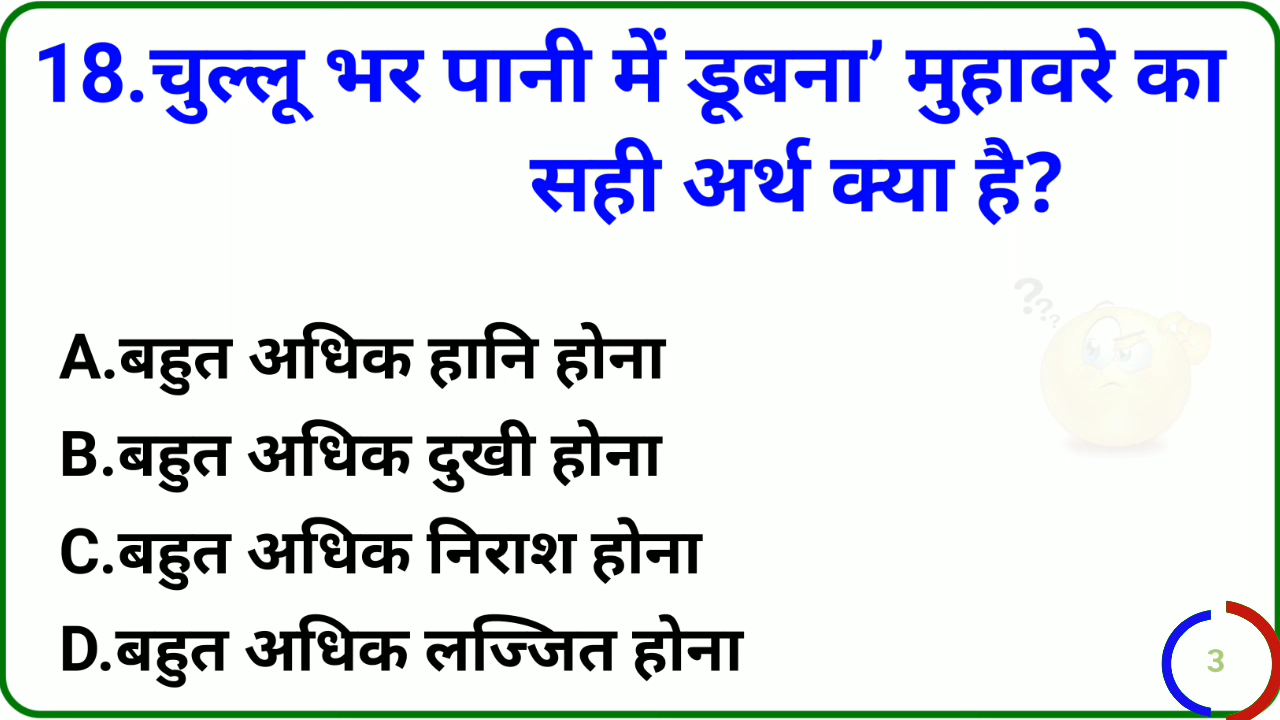 18.चुल्लू भर पानी में डूबना’ मुहावरे का
सही अर्थ क्या है?
???
A.बहुत अधिक हानि होना
B.बहुत अधिक दुखी होना
C.बहुत अधिक निराश होना
D.बहुत अधिक लज्जित होना
3